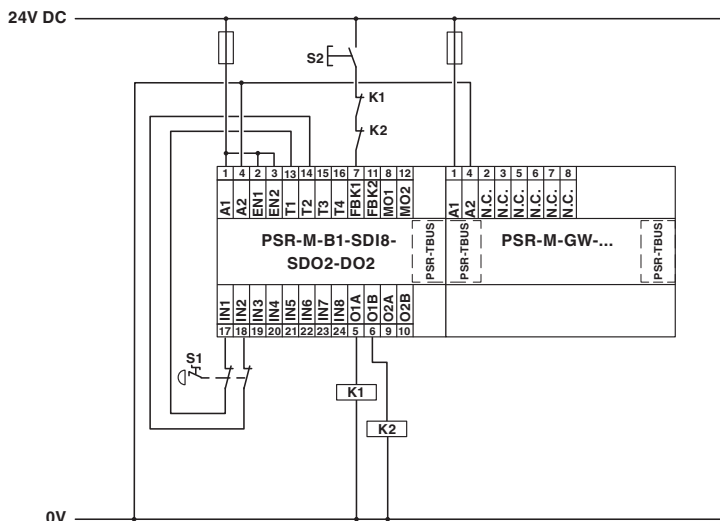 24V DC
S2
K1
K2
1 4 2 3 13 14 15 16 7 11 8 12
A1 A2 EN1 EN2 T1 T2 T3 T4 FBK1 FBK2 MO1 MO2
1 4 2 3 5 6 7 8
A1 A2 N.C. N.C. N.C. N.C. N.C. N.C.
PSR-M-B1-SDI8-
SDO2-DO2
PSR-TBUS
PSR-TBUS
PSR-M-GW-...
PSR-TBUS
IN1 IN2 IN3 IN4 IN5 IN6 IN7 IN8 O1A O1B O2A O2B
17 18 19 20 21 22 23 24 5 6 9 10
S1
K1
K2
0V